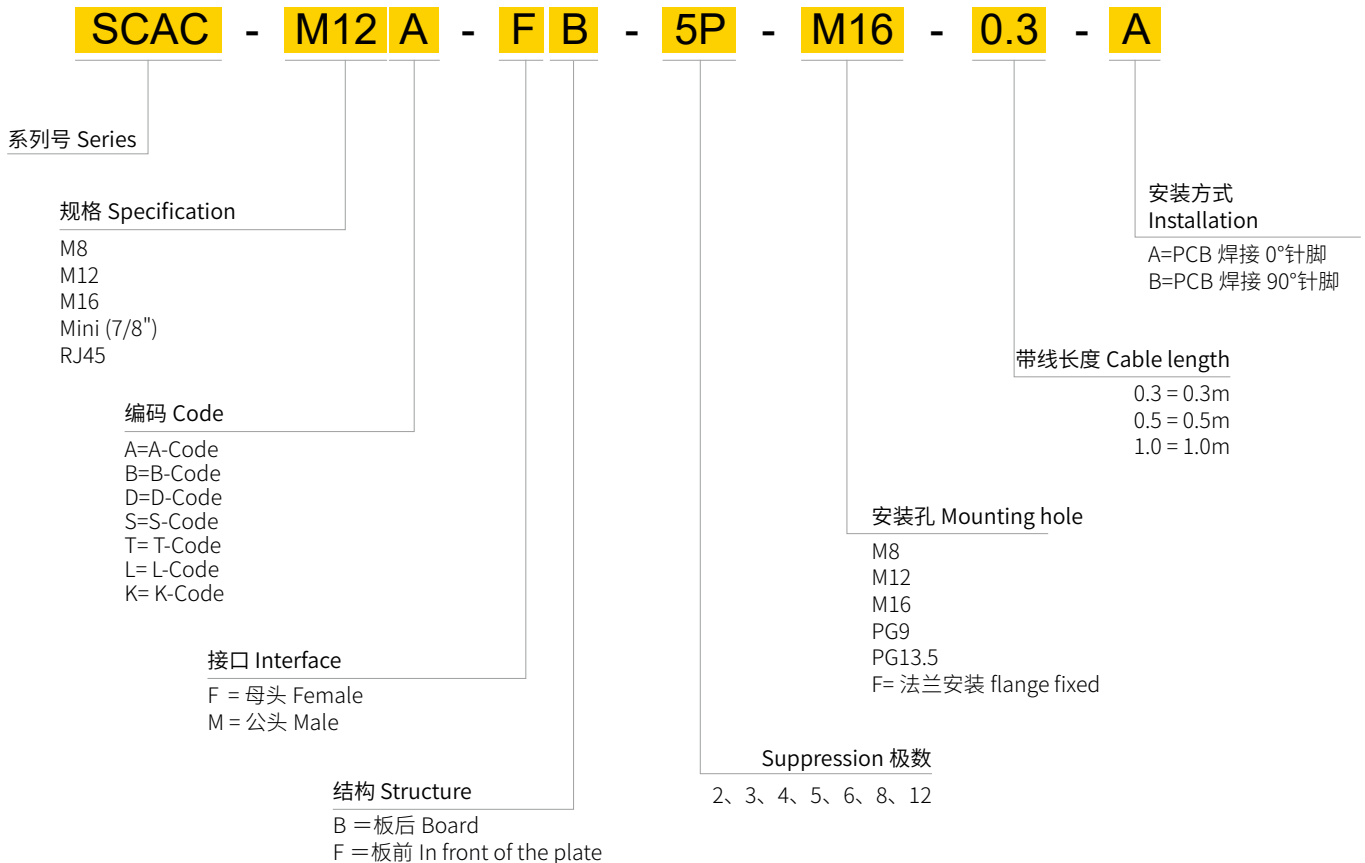 SCAC - M12 A - F B - 5P - M16 - 0.3 - A
系列号 Series
规格 Specification
M8
M12
M16
Mini (7/8")
RJ45
编码 Code
A=A-Code
B=B-Code
D=D-Code
S=S-Code
T= T-Code
L= L-Code
K= K-Code
接口 Interface
F = 母头 Female
M = 公头 Male
结构 Structure
B ＝板后 Board
F ＝板前 In front of the plate
Suppression 极数
2、3、4、5、6、8、12
安装孔 Mounting hole
M8
M12
M16
PG9
PG13.5
F= 法兰安装 flange fixed
带线长度 Cable length
0.3 = 0.3m
0.5 = 0.5m
1.0 = 1.0m
安装方式
Installation
A=PCB 焊接 0°针脚
B=PCB 焊接 90°针脚